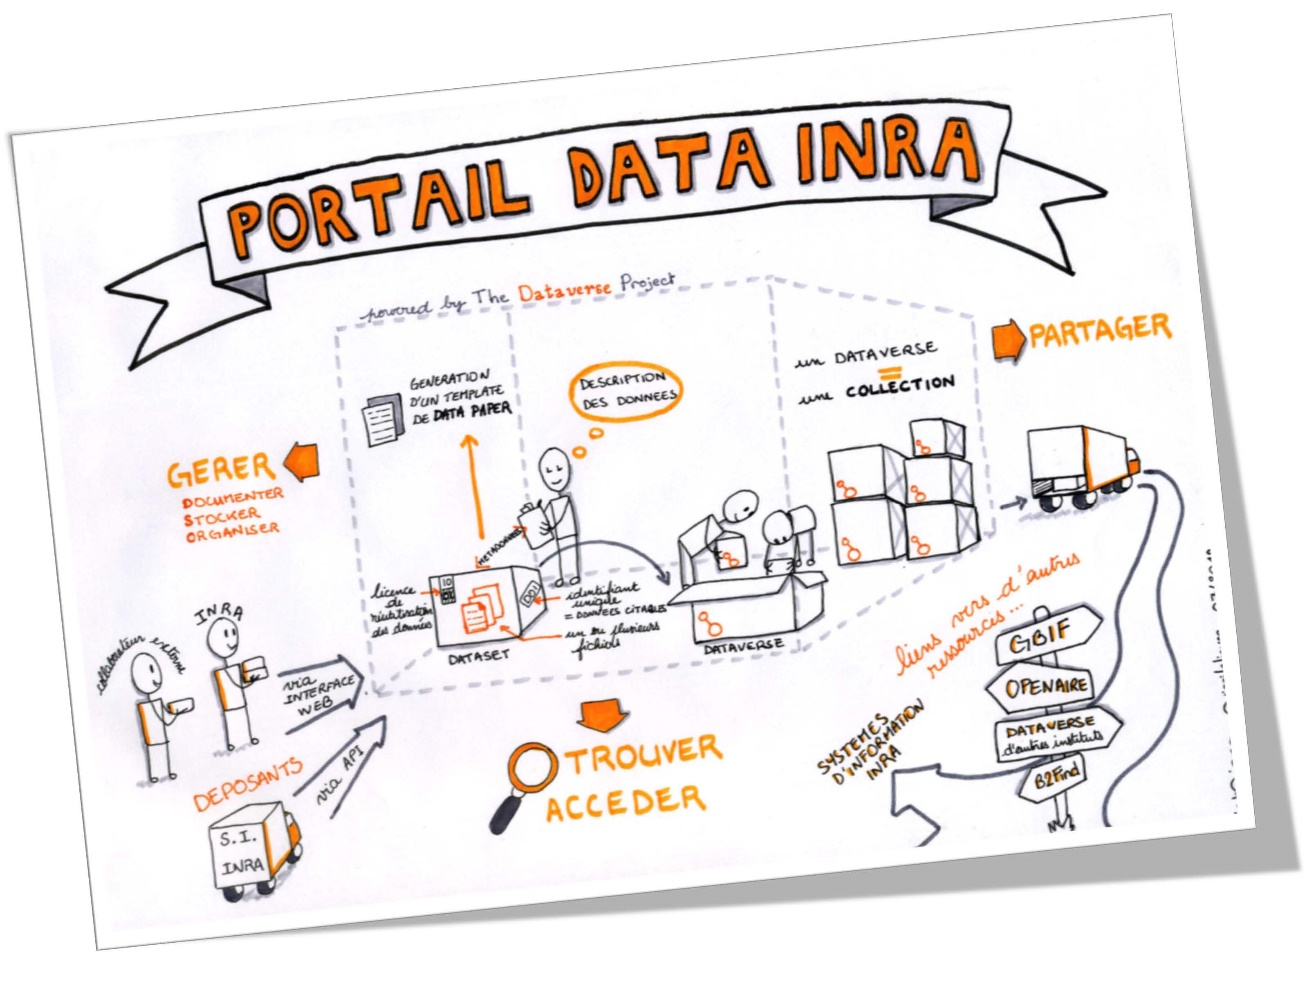 PORTAIL DATA INRA
powered by The Dataverse Project
PARTAGER
un DATAVERSE
=
une COLLECTION
GENERATION
D'UN TEMPLATE
DE DATA PAPER
DESCRIPTION
DES DONNEES
GERER
DOCUMENTER
STOCKER
ORGANISER
METADONNEES
licence
de
réutilisation
des données
DOI
identifiant
unique
= DONNÉES CITABLES
un ou plusieurs
fichiers
DATASET
DATAVERSE
INRA
collaborateur externe
via
INTERFACE
WEB
via API
DEPOSANTS
S.I.
INRA
TROUVER
ACCEDER
liens vers d'autres
ressources...
GBIF
OPENAIRE
DATAVERSE
d'autres instituts
B2Find
SYSTEMES
D'INFORMATION
INRA